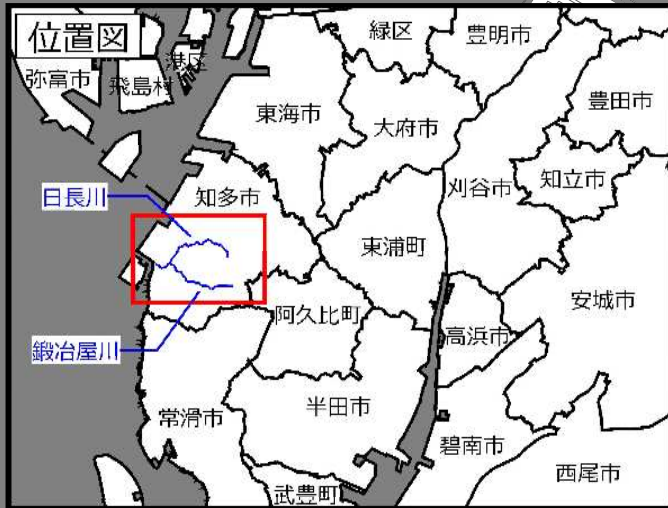 位置図
緑区
豊明市
港区
弥富市
飛島村
豊田市
東海市
大府市
刈谷市
知立市
日長川
知多市
東浦町
安城市
阿久比町
高浜市
鍛冶屋川
半田市
常滑市
碧南市
西尾市
武豊町